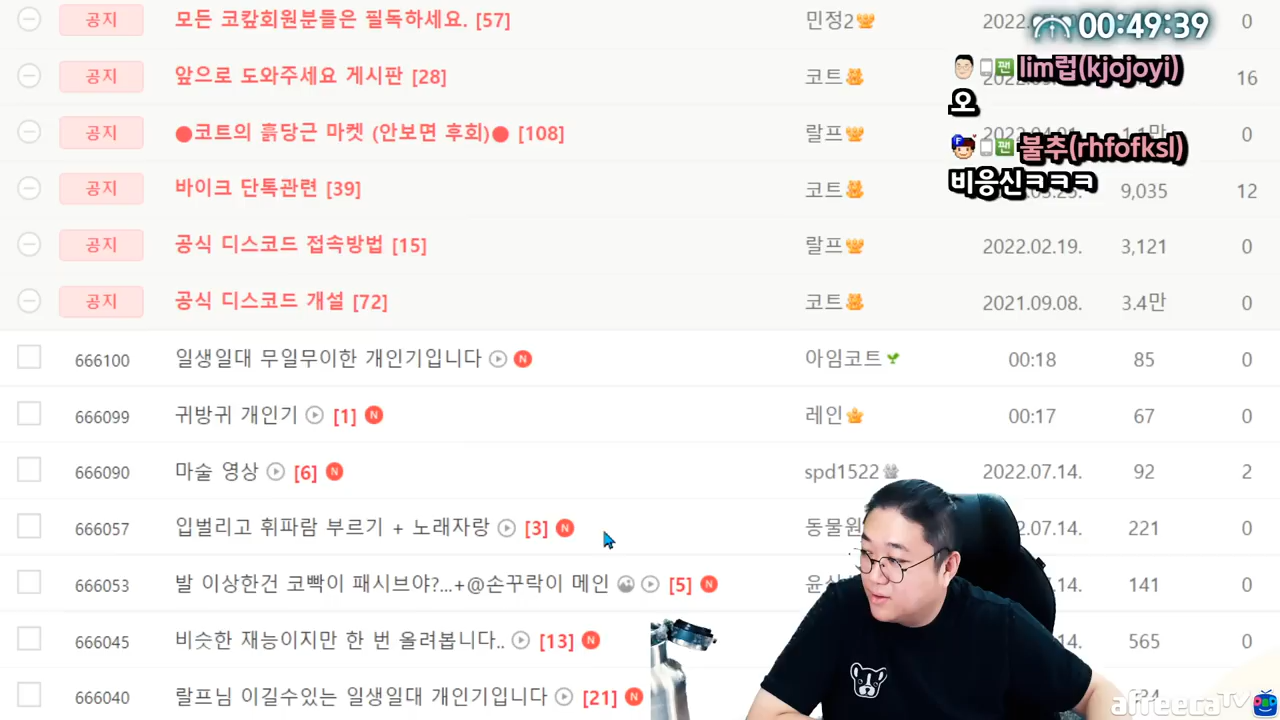 공지 모든 코캎회원분들은 필독하세요. [57] 민정2 2022. 0
00:49:39
공지 앞으로 도와주세요 게시판 [28] 코트 16
lim럽(kjojoyi)
오
공지 ●코트의 흙당근 마켓 (안보면 후회)● [108] 랄프 0
불추(rhfofksl)
비응신ㅋㅋㅋ
공지 바이크 단톡관련 [39] 코트 9,035 12
공지 공식 디스코드 접속방법 [15] 랄프 2022.02.19. 3,121 0
공지 공식 디스코드 개설 [72] 코트 2021.09.08. 3.4만 0
666100 일생일대 무일무이한 개인기입니다 N 아임코트 00:18 85 0
666099 귀방귀 개인기 [1] N 레인 00:17 67 0
666090 마술 영상 [6] N spd1522 2022.07.14. 92 2
666057 입벌리고 휘파람 부르기 + 노래자랑 [3] N 동물원 .07.14. 221 0
666053 발 이상한건 코빡이 패시브야?...+@손꾸락이 메인 [5] N 14. 141 0
666045 비슷한 재능이지만 한 번 올려봅니다.. [13] N 14. 565 0
666040 랄프님 이길수있는 일생일대 개인기입니다 [21] N
afreecaTV